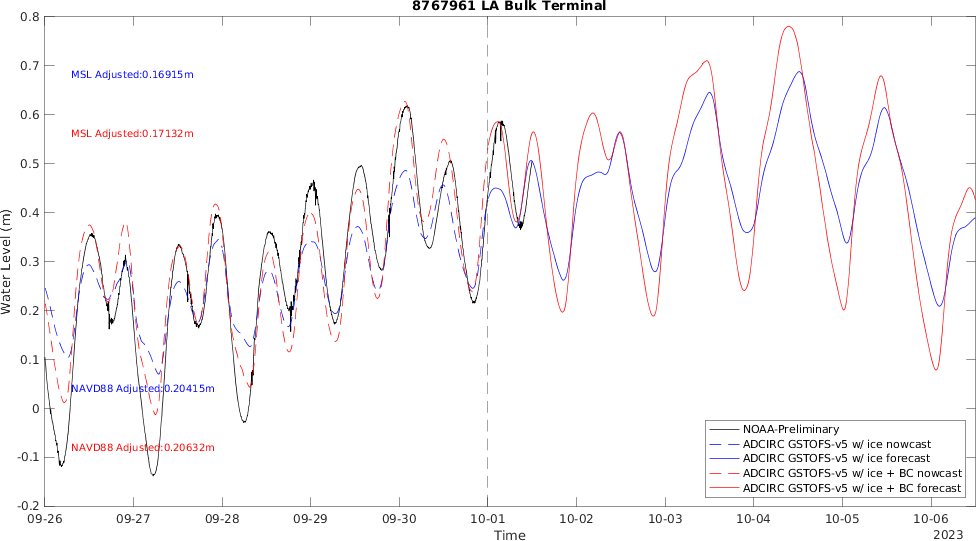 8767961 LA Bulk Terminal
0.8
0.7
0.6
0.5
0.4
0.3
0.2
0.1
0
-0.1
-0.2
Water Level (m)
MSL Adjusted:0.16915m
MSL Adjusted:0.17132m
NAVD88 Adjusted:0.20415m
NAVD88 Adjusted:0.20632m
NOAA-Preliminary
ADCIRC GSTOFS-v5 w/ ice nowcast
ADCIRC GSTOFS-v5 w/ ice forecast
ADCIRC GSTOFS-v5 w/ ice + BC nowcast
ADCIRC GSTOFS-v5 w/ ice + BC forecast
09-26 09-27 09-28 09-29 09-30 10-01 10-02 10-03 10-04 10-05 10-06
Time
2023